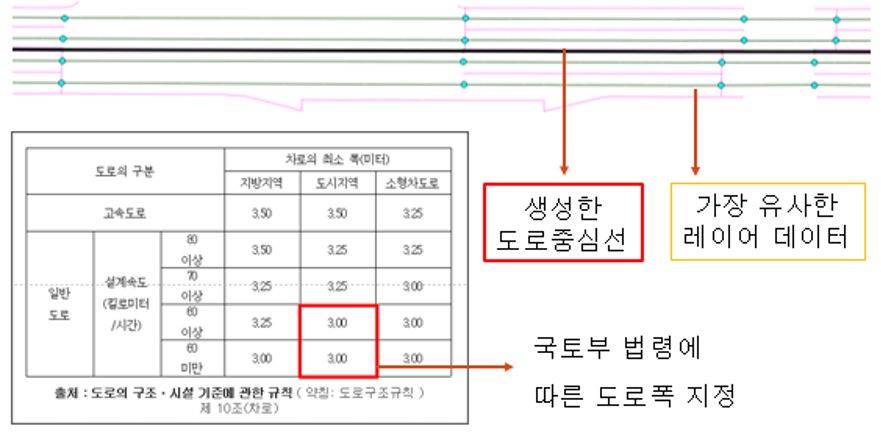 생성한
도로중심선
가장 유사한
레이어 데이터
도로의 구분
차로의 최소 폭(미터)
지방지역
도시지역
소형차도로
고속도로
3.50
3.50
3.25
일반
도로
설계속도
(킬로미터
/시간)
80
이상
3.50
3.25
3.25
70
이상
3.25
3.25
3.00
60
이상
3.25
3.00
3.00
60
미만
3.00
3.00
3.00
출처 : 도로의 구조 · 시설 기준에 관한 규칙 ( 약칭: 도로구조규칙 )
제 10조(차로)
국토부 법령에
따른 도로폭 지정